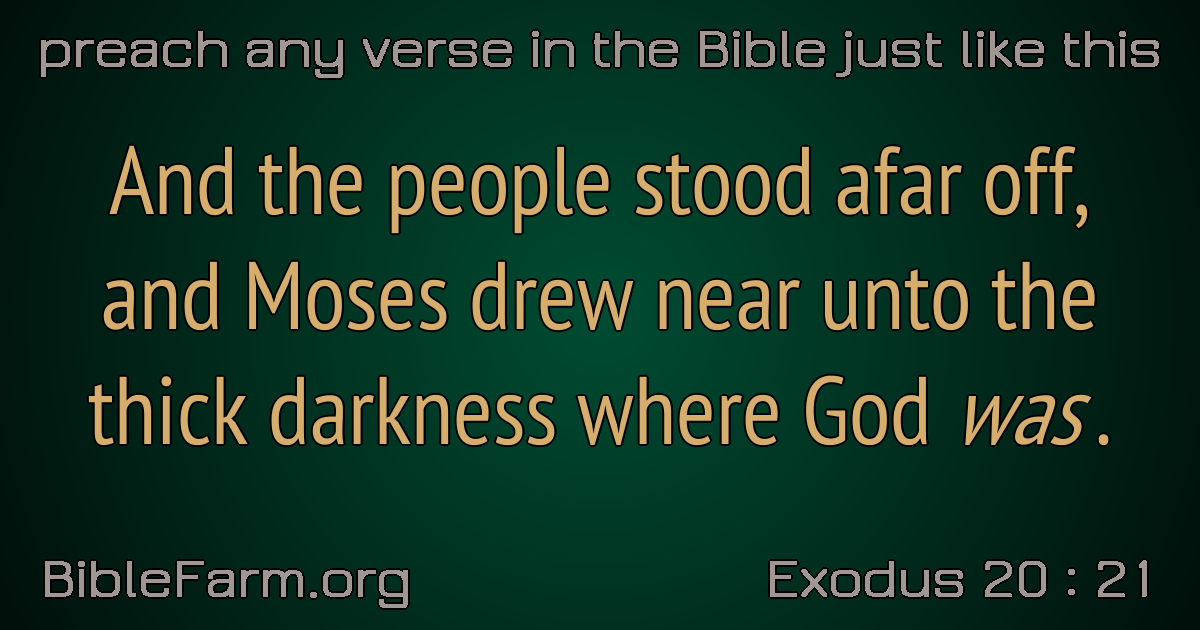 preach any verse in the Bible just like this
And the people stood afar off,
and Moses drew near unto the
thick darkness where God was.
BibleFarm.org
Exodus 20 : 21